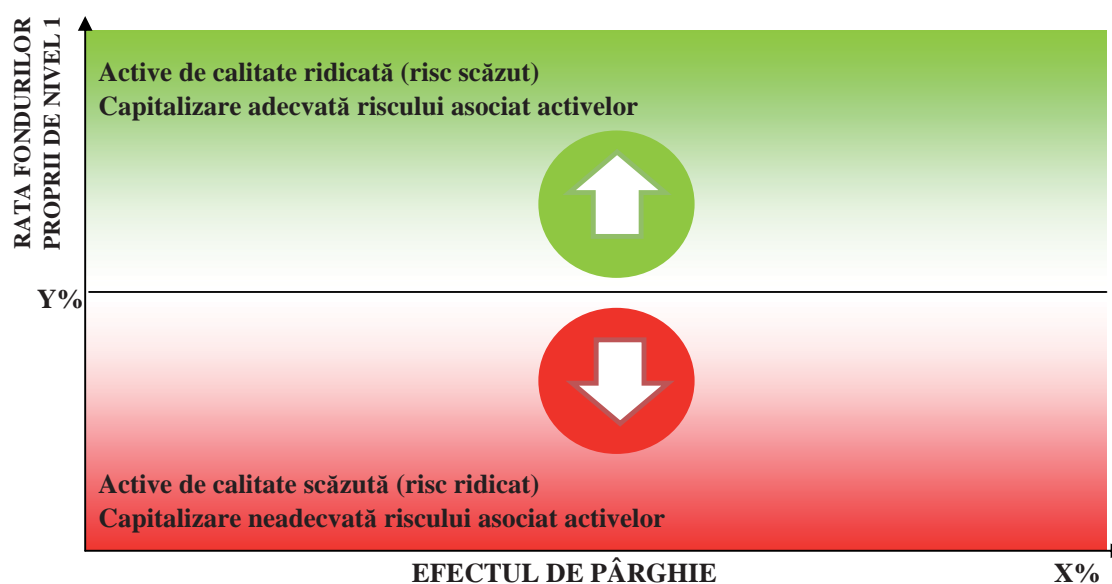 RATA FONDURILOR
PROPRII DE NIVEL 1
Active de calitate ridicată (risc scăzut)
Capitalizare adecvată riscului asociat activelor
Y%
Active de calitate scăzută (risc ridicat)
Capitalizare neadecvată riscului asociat activelor
EFECTUL DE PÂRGHIE
X%